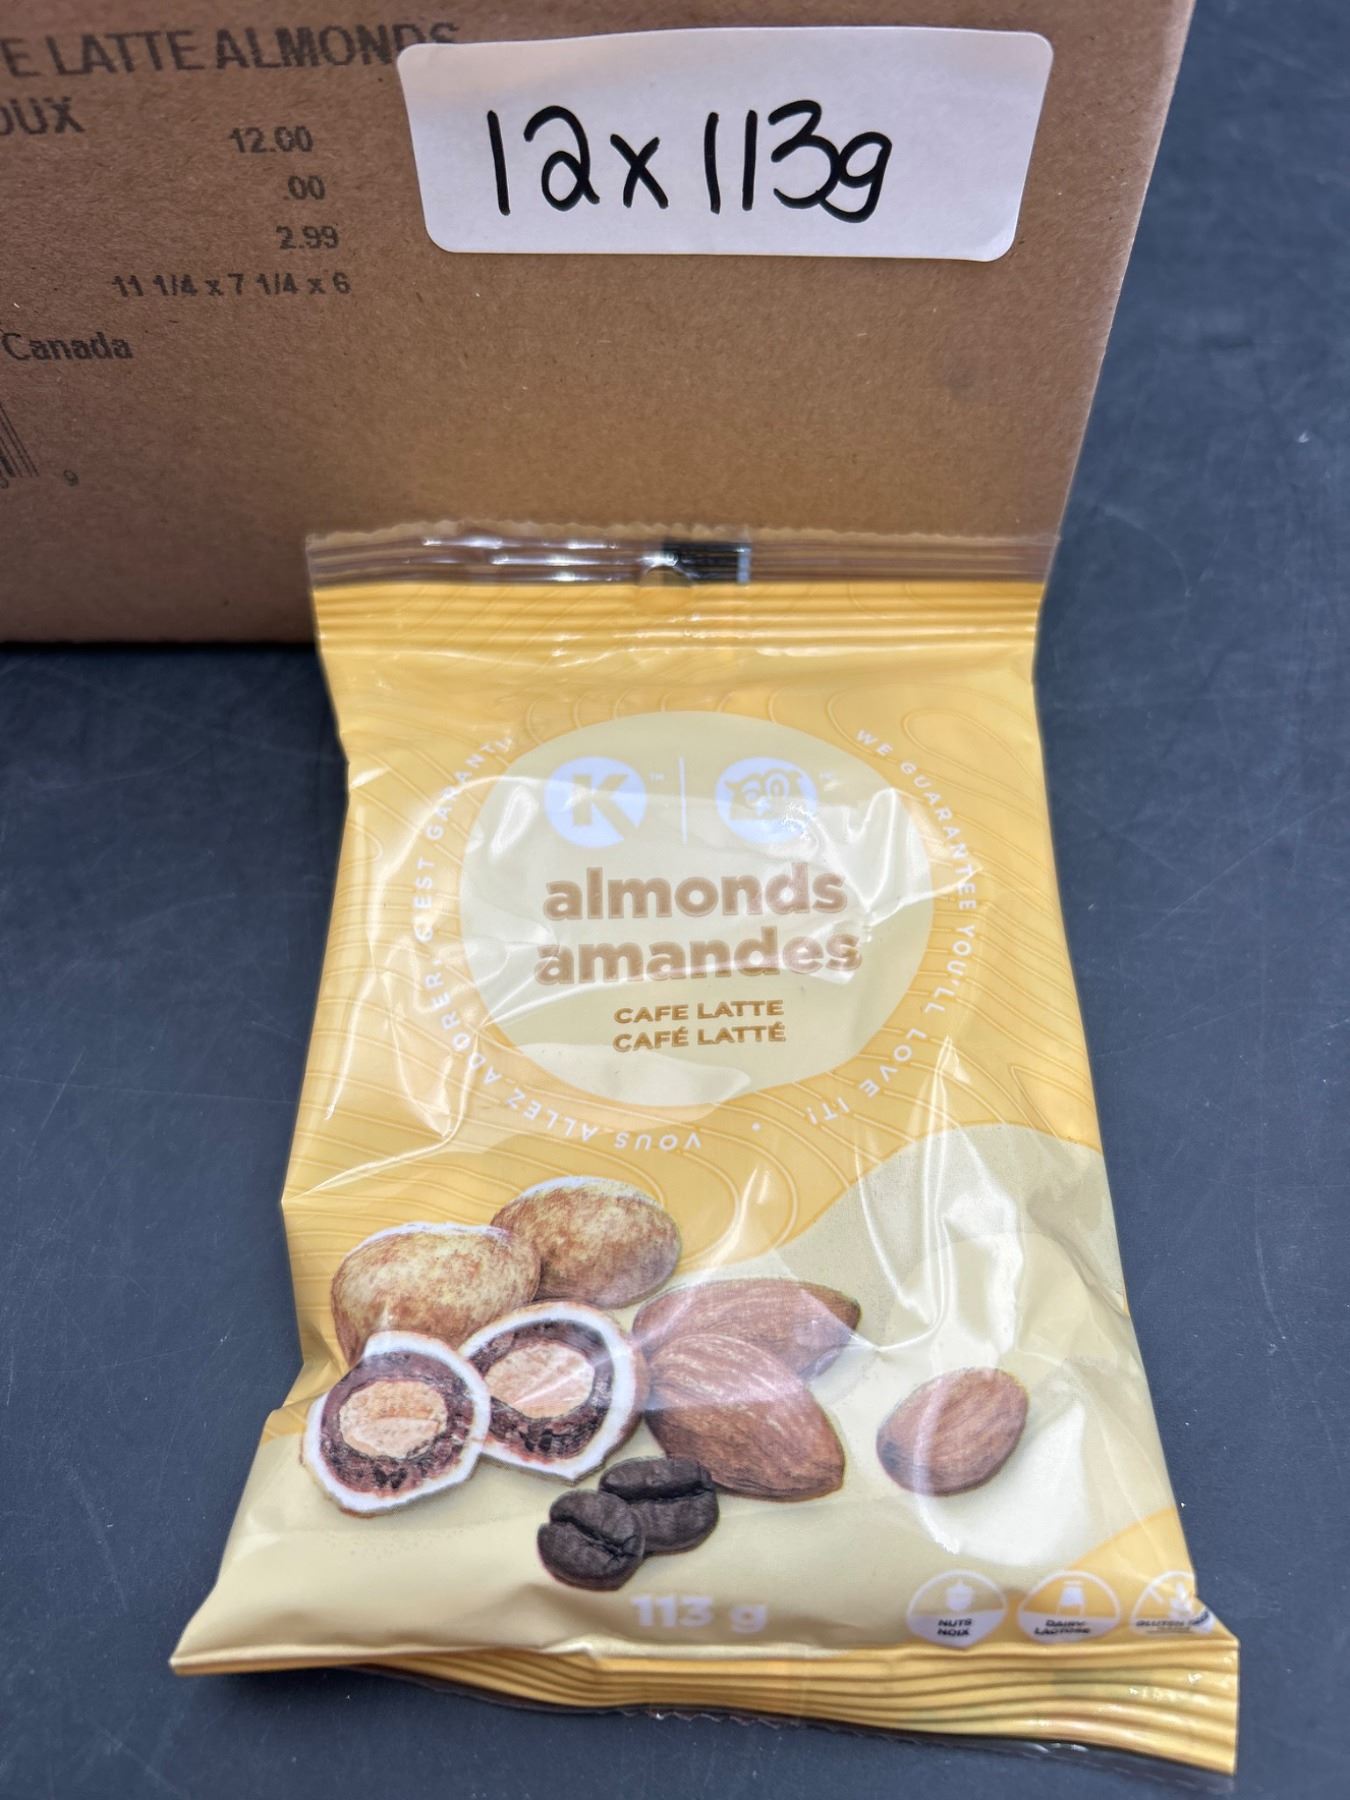 E LATTE ALMONDS
OUX
12.00
.00
2.99
11 1/4 x 7 1/4 x 6
Canada
9
12x113g
K
almonds
amandes
CAFE LATTE
CAFÉ LATTÉ
WE GUARANTEE YOU'LL LOVE IT!
VOUS ALLEZ ADORER, C'EST GARANTI
113 g
NUTS
NOIX
DAIRY
LACTOSE
GLUTEN